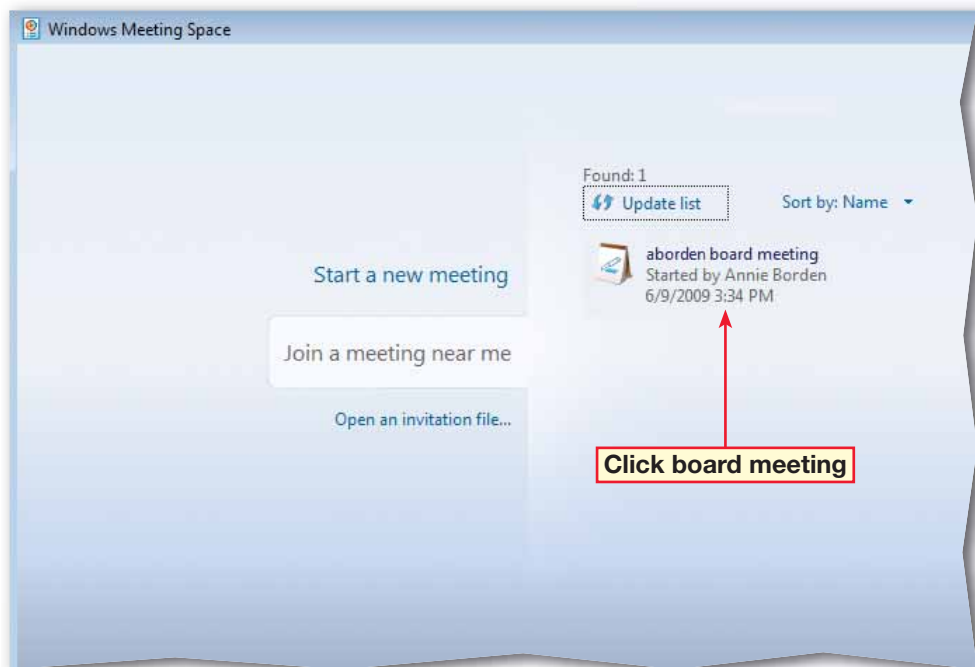 Windows Meeting Space
Found: 1
Update list
Sort by: Name
aborden board meeting
Started by Annie Borden
6/9/2009 3:34 PM
Start a new meeting
Join a meeting near me
Open an invitation file...
Click board meeting